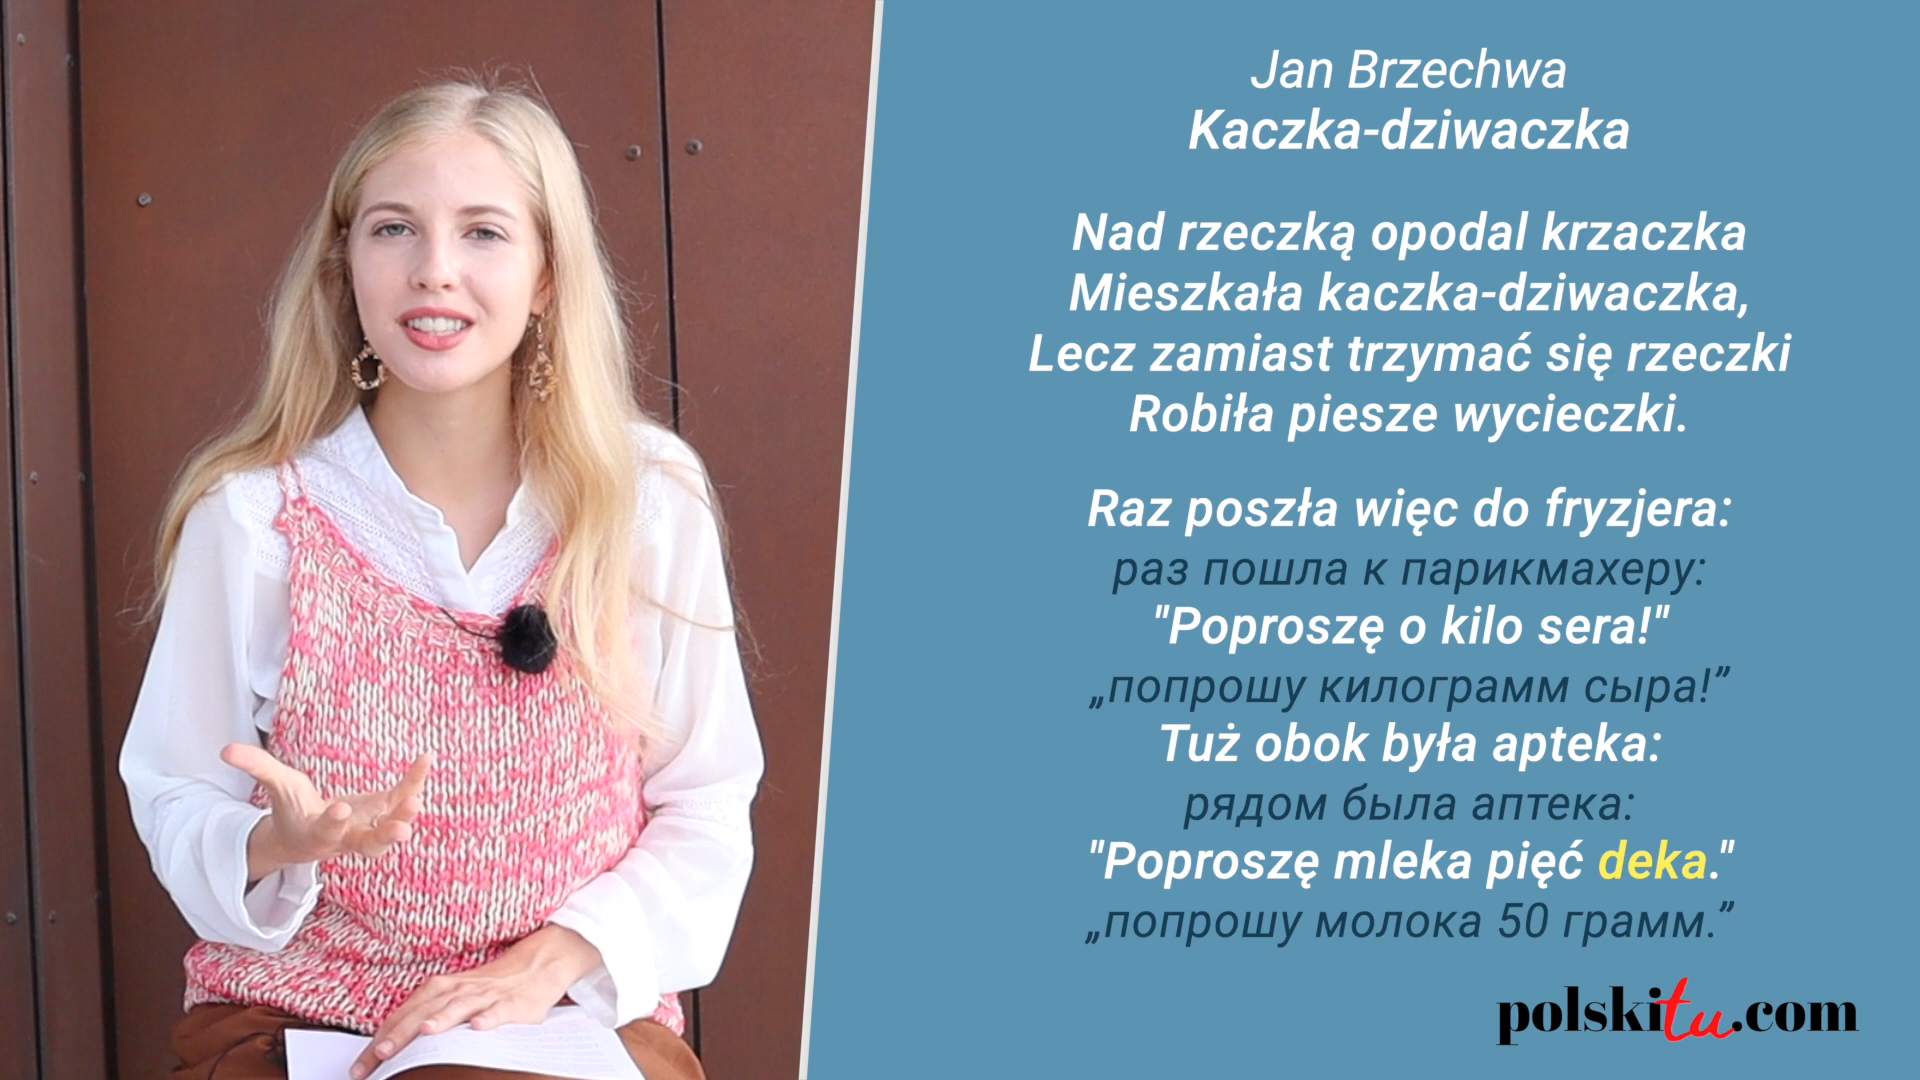 Jan Brzechwa
Kaczka-dziwaczka
Nad rzeczką opodal krzaczka
Mieszkała kaczka-dziwaczka,
Lecz zamiast trzymać się rzeczki
Robiła piesze wycieczki.
Raz poszła więc do fryzjera:
раз пошла к парикмахеру:
"Poproszę o kilo sera!"
„попрошу килограмм сыра!”
Tuż obok była apteka:
рядом была аптека:
"Poproszę mleka pięć deka."
„попрошу молока 50 грамм.”
polskitu.com